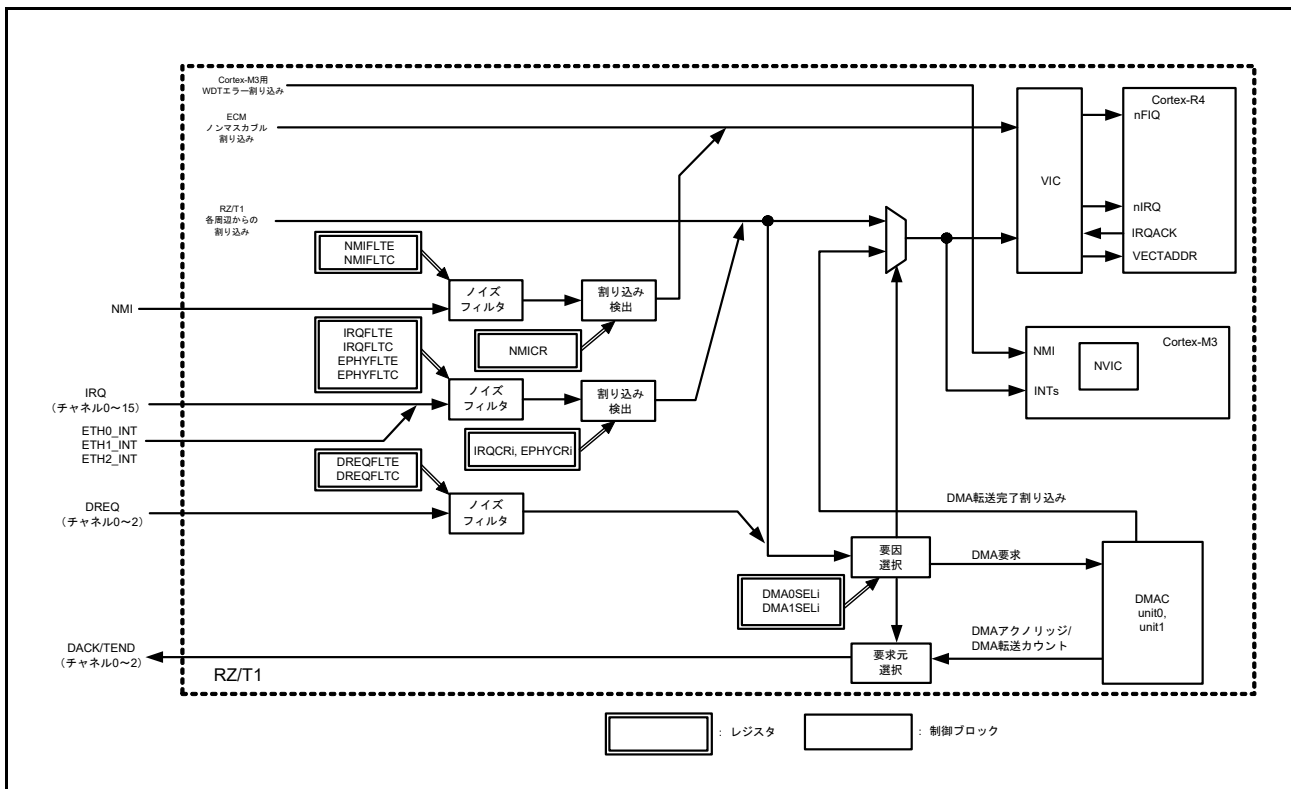 Cortex-M3用
WDTエラー割り込み
ECM
ノンマスカブル
割り込み
RZ/T1
各周辺からの
割り込み
NMIFLTE
NMIFLTC
NMI
ノイズ
フィルタ
割り込み
検出
NMICR
IRQFLTE
IRQFLTC
EPHYFLTE
EPHYFLTC
IRQ
(チャネル0~15)
ETH0_INT
ETH1_INT
ETH2_INT
ノイズ
フィルタ
割り込み
検出
IRQCRi, EPHYCRi
DREQFLTE
DREQFLTC
DREQ
(チャネル0~2)
ノイズ
フィルタ
VIC
Cortex-R4
nFIQ
nIRQ
IRQACK
VECTADDR
Cortex-M3
NMI
NVIC
INTs
DMA転送完了割り込み
要因
選択
DMA要求
DMA0SELi
DMA1SELi
DMAC
unit0,
unit1
DMAアクノリッジ/
DMA転送カウント
要求元
選択
DACK/TEND
(チャネル0~2)
RZ/T1
: レジスタ
: 制御ブロック